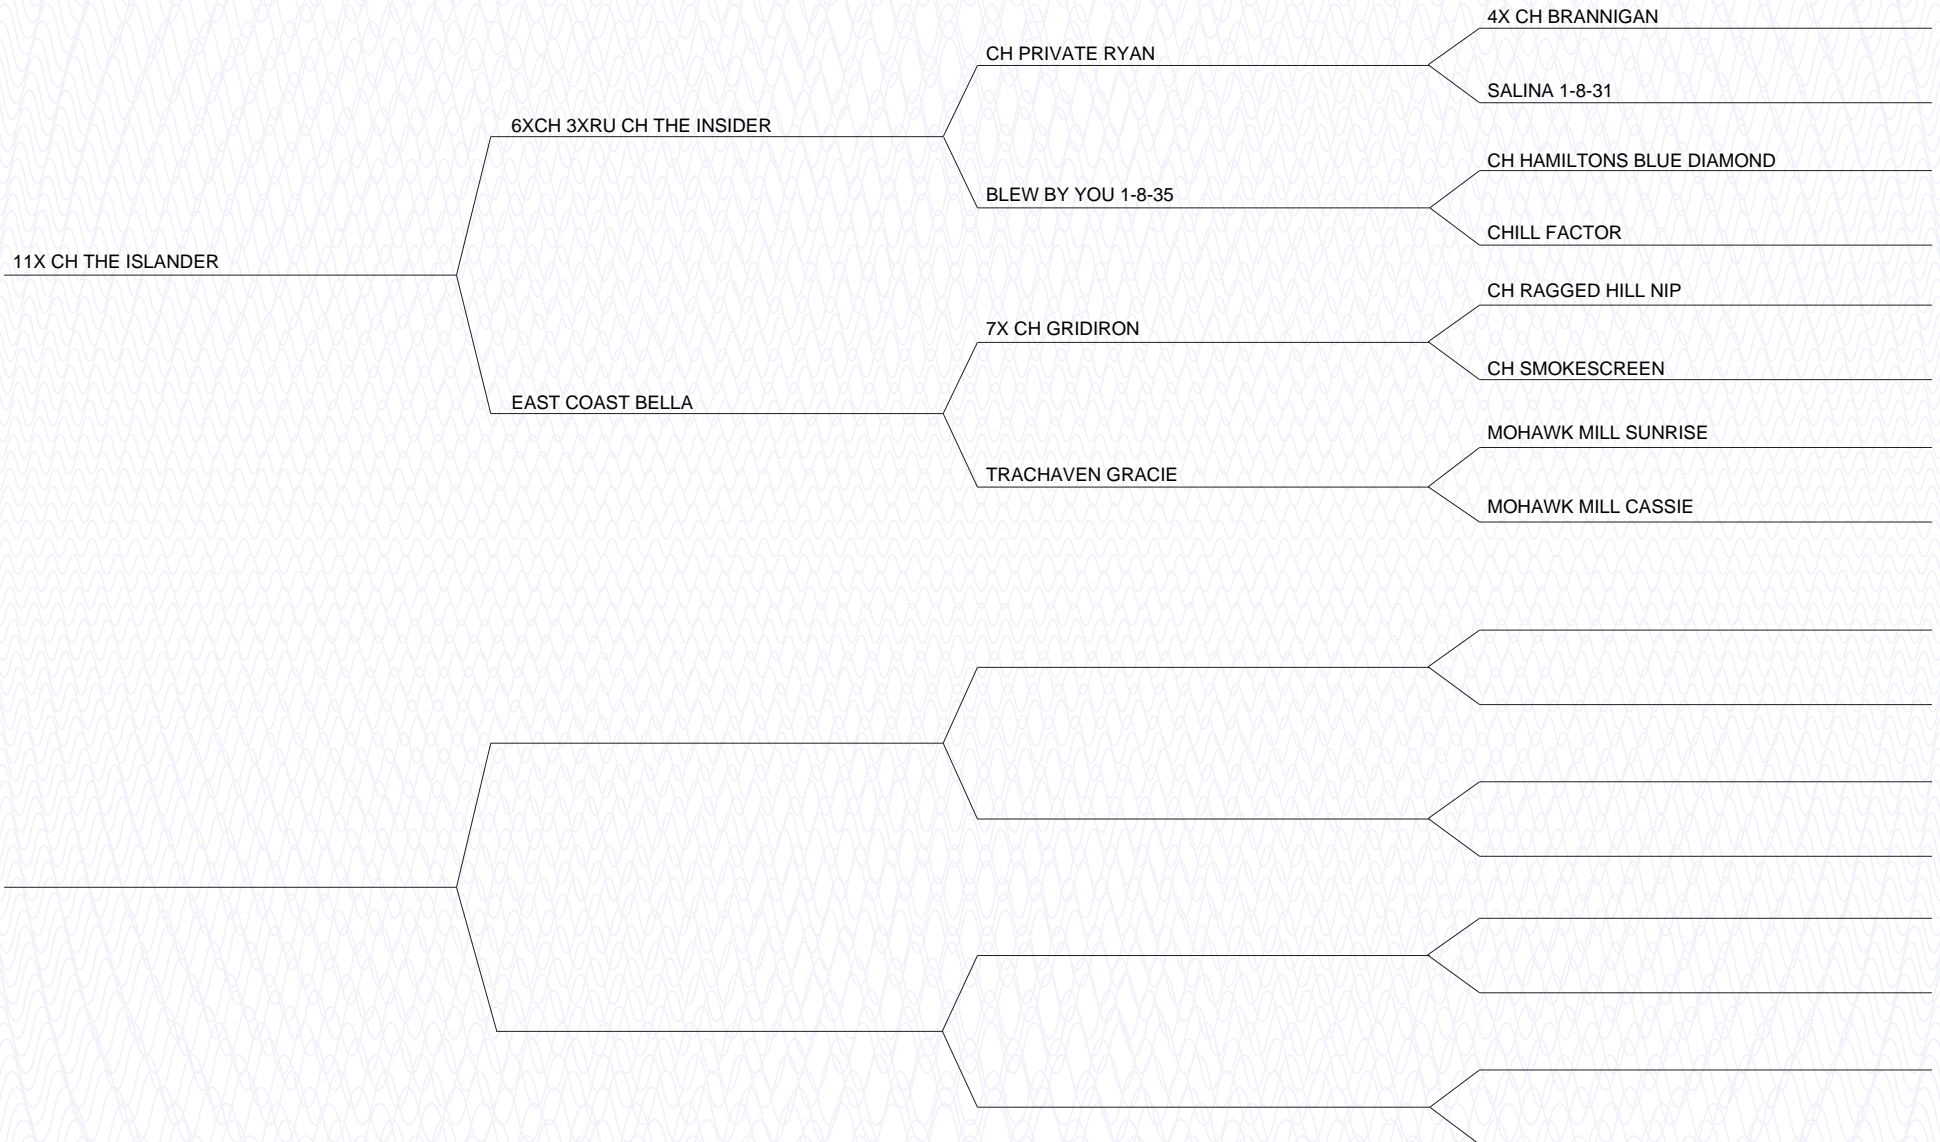 4X CH BRANNIGAN
CH PRIVATE RYAN
SALINA 1-8-31
6XCH 3XRU CH THE INSIDER
CH HAMILTONS BLUE DIAMOND
BLEW BY YOU 1-8-35
CHILL FACTOR
11X CH THE ISLANDER
CH RAGGED HILL NIP
7X CH GRIDIRON
CH SMOKESCREEN
EAST COAST BELLA
MOHAWK MILL SUNRISE
TRACHAVEN GRACIE
MOHAWK MILL CASSIE